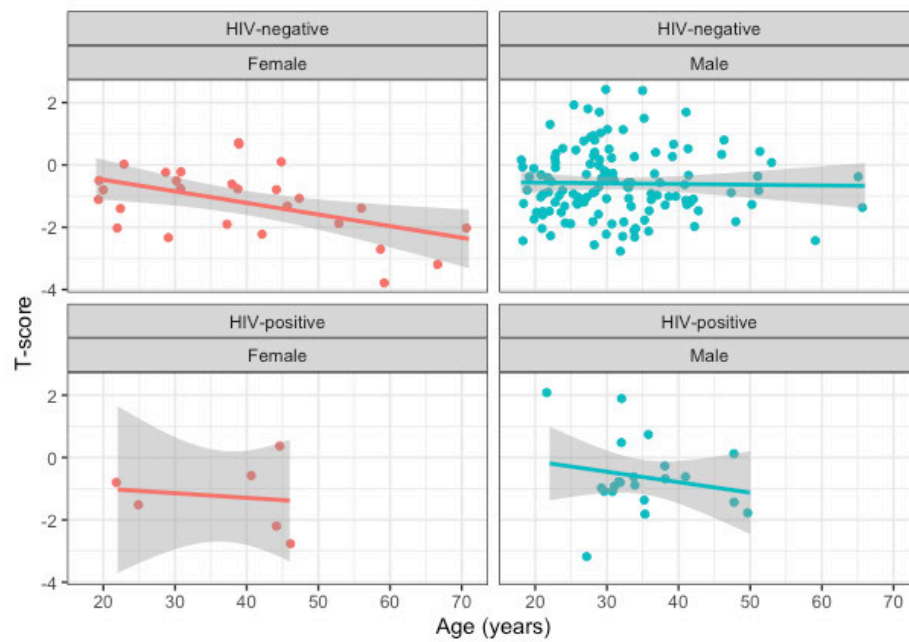 HIV-negative
HIV-negative
Female
Male
2
0
-2
-4
HIV-positive
HIV-positive
Female
Male
2
0
-2
-4
20 30 40 50 60 70
20 30 40 50 60 70
Age (years)
T-score